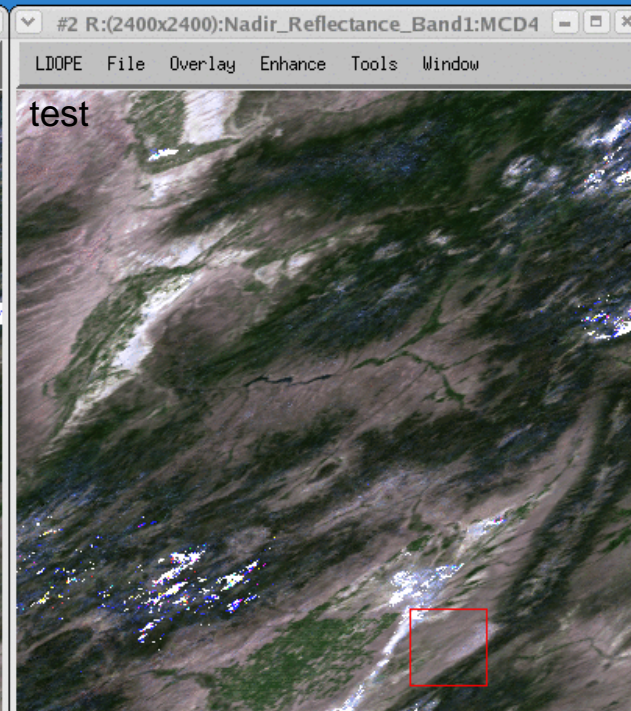 #2 R:(2400x2400):Nadir_Reflectance_Band1:MCD4
LDOPE File Overlay Enhance Tools Window
test